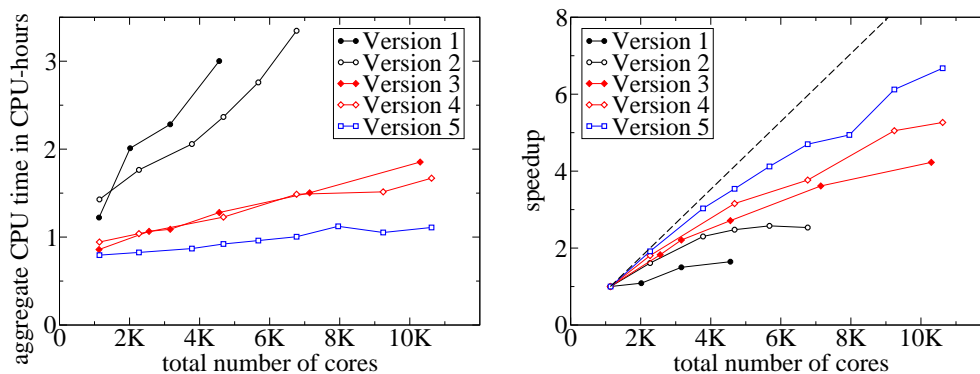 aggregate CPU time in CPU-hours
3
2
1
0
0
2K
4K
6K
8K
10K
total number of cores
Version 1
Version 2
Version 3
Version 4
Version 5
speedup
8
6
4
2
0
0
2K
4K
6K
8K
10K
total number of cores
Version 1
Version 2
Version 3
Version 4
Version 5